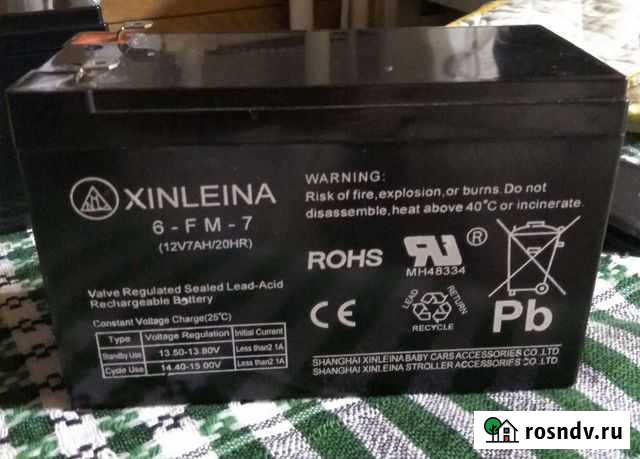 XINLEINA
6-FM-7
(12V7AH/20HR)
Valve Regulated Sealed Lead-Acid
Rechargeable Battery
Constant Voltage Charge(25°C)
Type Voltage Regulation Initial Current
Standby Use 13.50-13.80V Less than2.1A
Cycle Use 14.40-15.00V Less than2.1A
WARNING:
Risk of fire,explosion,or burns. Do not
disassemble,heat above 40°C or incinerate.
ROHS
RU ®
MH48334
CE
LEAD RETURN
RECYCLE
Pb
SHANGHAI XINLEINA BABY CARS ACCESSORIES CO.,LTD
SHANGHAI XINLEINA STROLLER ACCESSORIES CO.,LTD
rosndv.ru